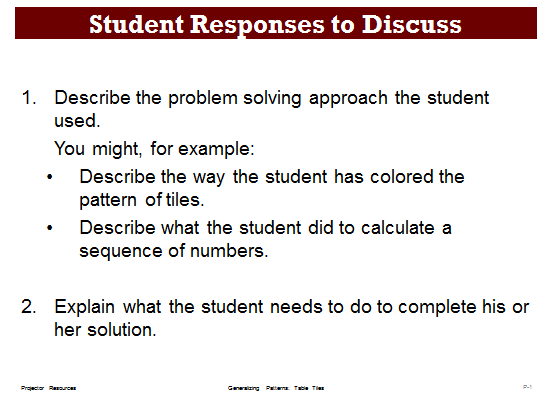 Student Responses to Discuss
1. Describe the problem solving approach the student
used.
You might, for example:
• Describe the way the student has colored the
pattern of tiles.
• Describe what the student did to calculate a
sequence of numbers.
2. Explain what the student needs to do to complete his or
her solution.
Projector Resources Generalizing Patterns: Table Tiles P-1